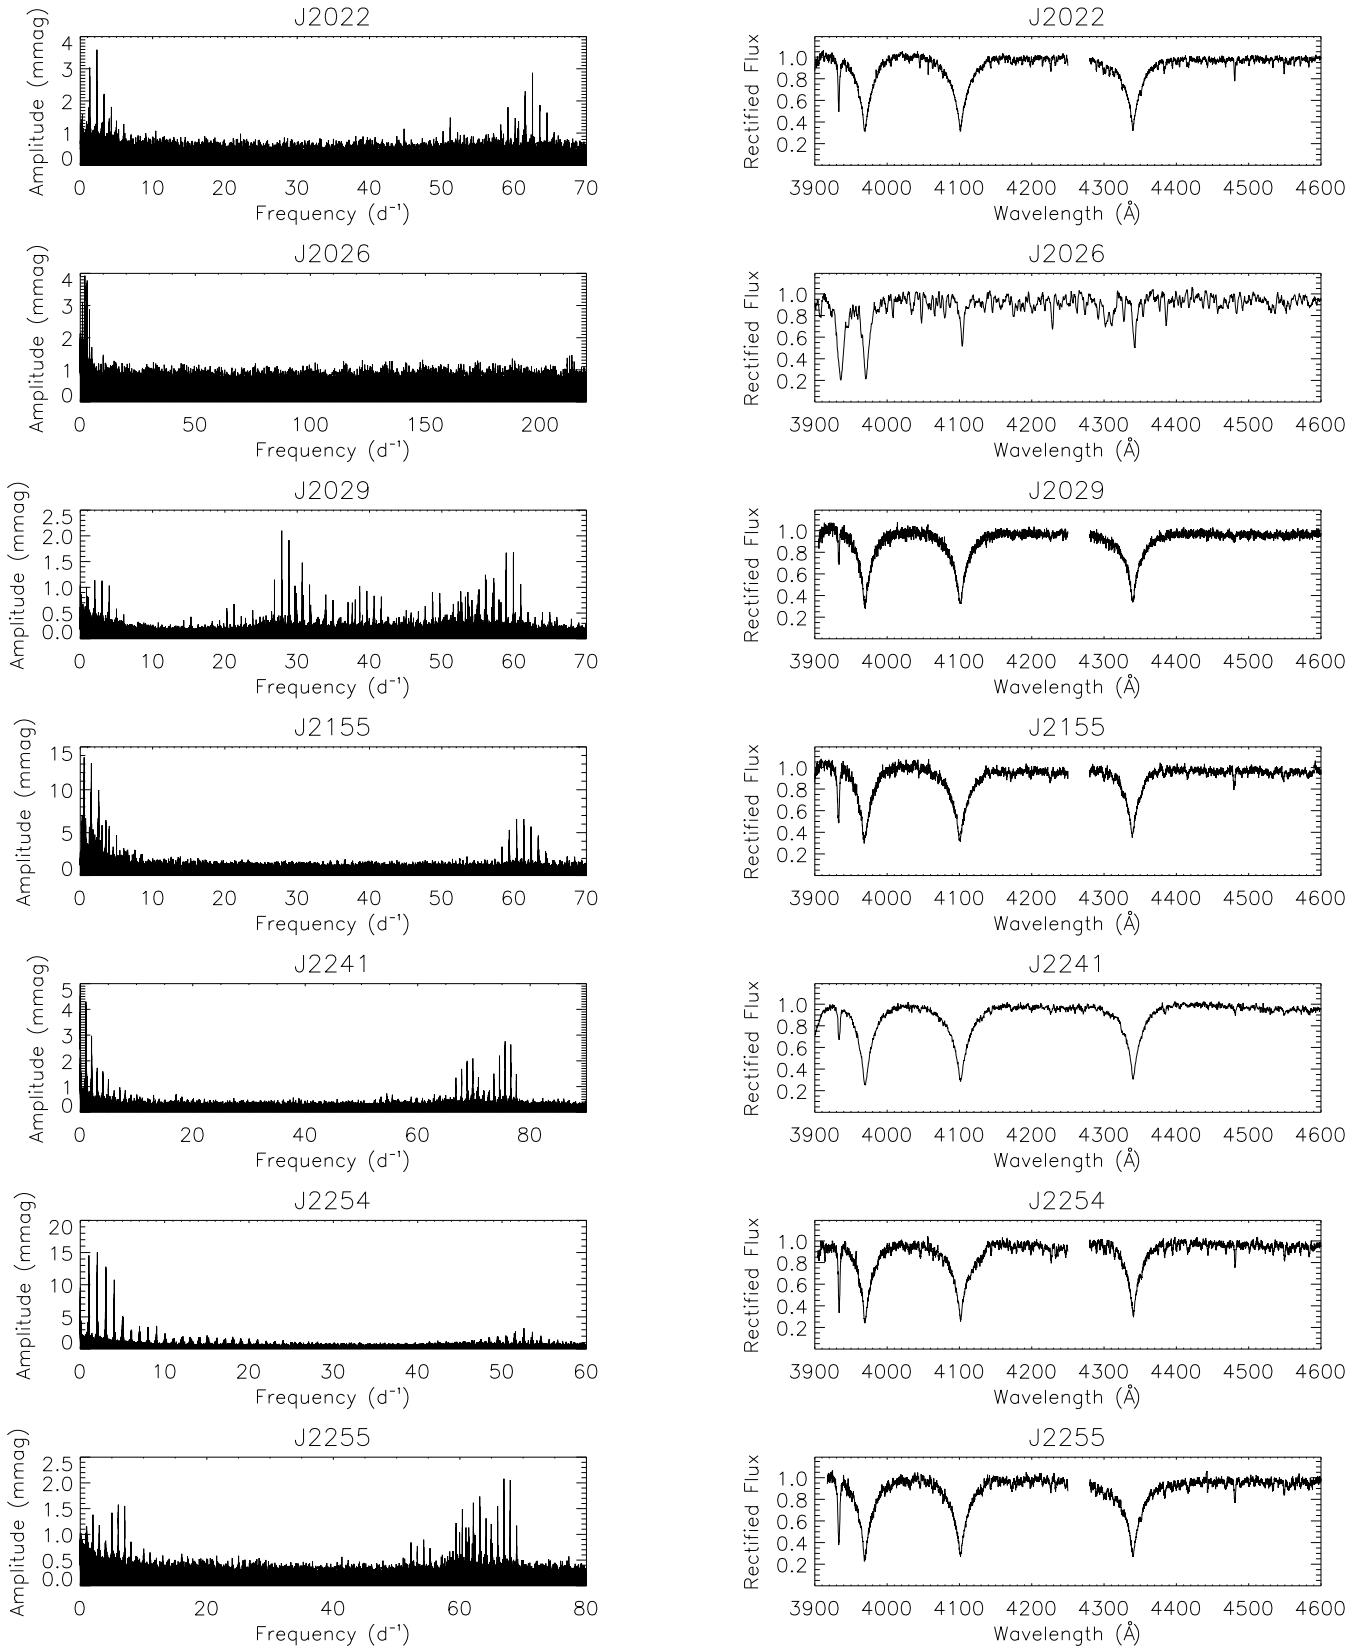 J2022
Amplitude (mmag)
4
3
2
1
0
0 10 20 30 40 50 60 70
Frequency (d⁻¹)
J2022
Rectified Flux
1.0
0.8
0.6
0.4
0.2
3900 4000 4100 4200 4300 4400 4500 4600
Wavelength (Å)
J2026
Amplitude (mmag)
4
3
2
1
0
0 50 100 150 200
Frequency (d⁻¹)
J2026
Rectified Flux
1.0
0.8
0.6
0.4
0.2
3900 4000 4100 4200 4300 4400 4500 4600
Wavelength (Å)
J2029
Amplitude (mmag)
2.5
2.0
1.5
1.0
0.5
0.0
0 10 20 30 40 50 60 70
Frequency (d⁻¹)
J2029
Rectified Flux
1.0
0.8
0.6
0.4
0.2
3900 4000 4100 4200 4300 4400 4500 4600
Wavelength (Å)
J2155
Amplitude (mmag)
15
10
5
0
0 10 20 30 40 50 60 70
Frequency (d⁻¹)
J2155
Rectified Flux
1.0
0.8
0.6
0.4
0.2
3900 4000 4100 4200 4300 4400 4500 4600
Wavelength (Å)
J2241
Amplitude (mmag)
5
4
3
2
1
0
0 20 40 60 80
Frequency (d⁻¹)
J2241
Rectified Flux
1.0
0.8
0.6
0.4
0.2
3900 4000 4100 4200 4300 4400 4500 4600
Wavelength (Å)
J2254
Amplitude (mmag)
20
15
10
5
0
0 10 20 30 40 50 60
Frequency (d⁻¹)
J2254
Rectified Flux
1.0
0.8
0.6
0.4
0.2
3900 4000 4100 4200 4300 4400 4500 4600
Wavelength (Å)
J2255
Amplitude (mmag)
2.5
2.0
1.5
1.0
0.5
0.0
0 20 40 60 80
Frequency (d⁻¹)
J2255
Rectified Flux
1.0
0.8
0.6
0.4
0.2
3900 4000 4100 4200 4300 4400 4500 4600
Wavelength (Å)